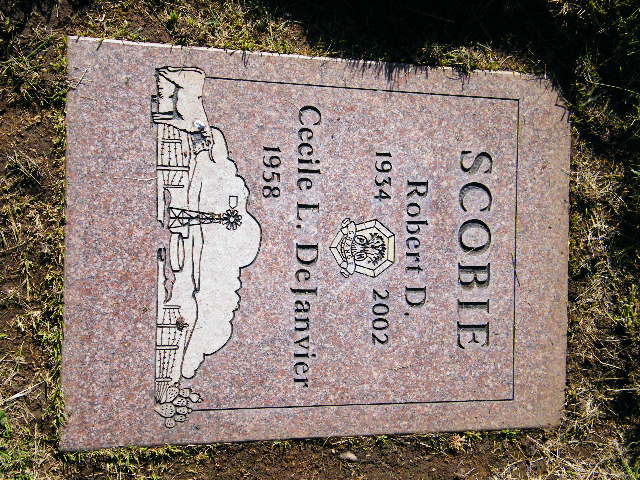 SCOBIE
Robert D.
1934 2002
Cecile L. DeJanvier
1958